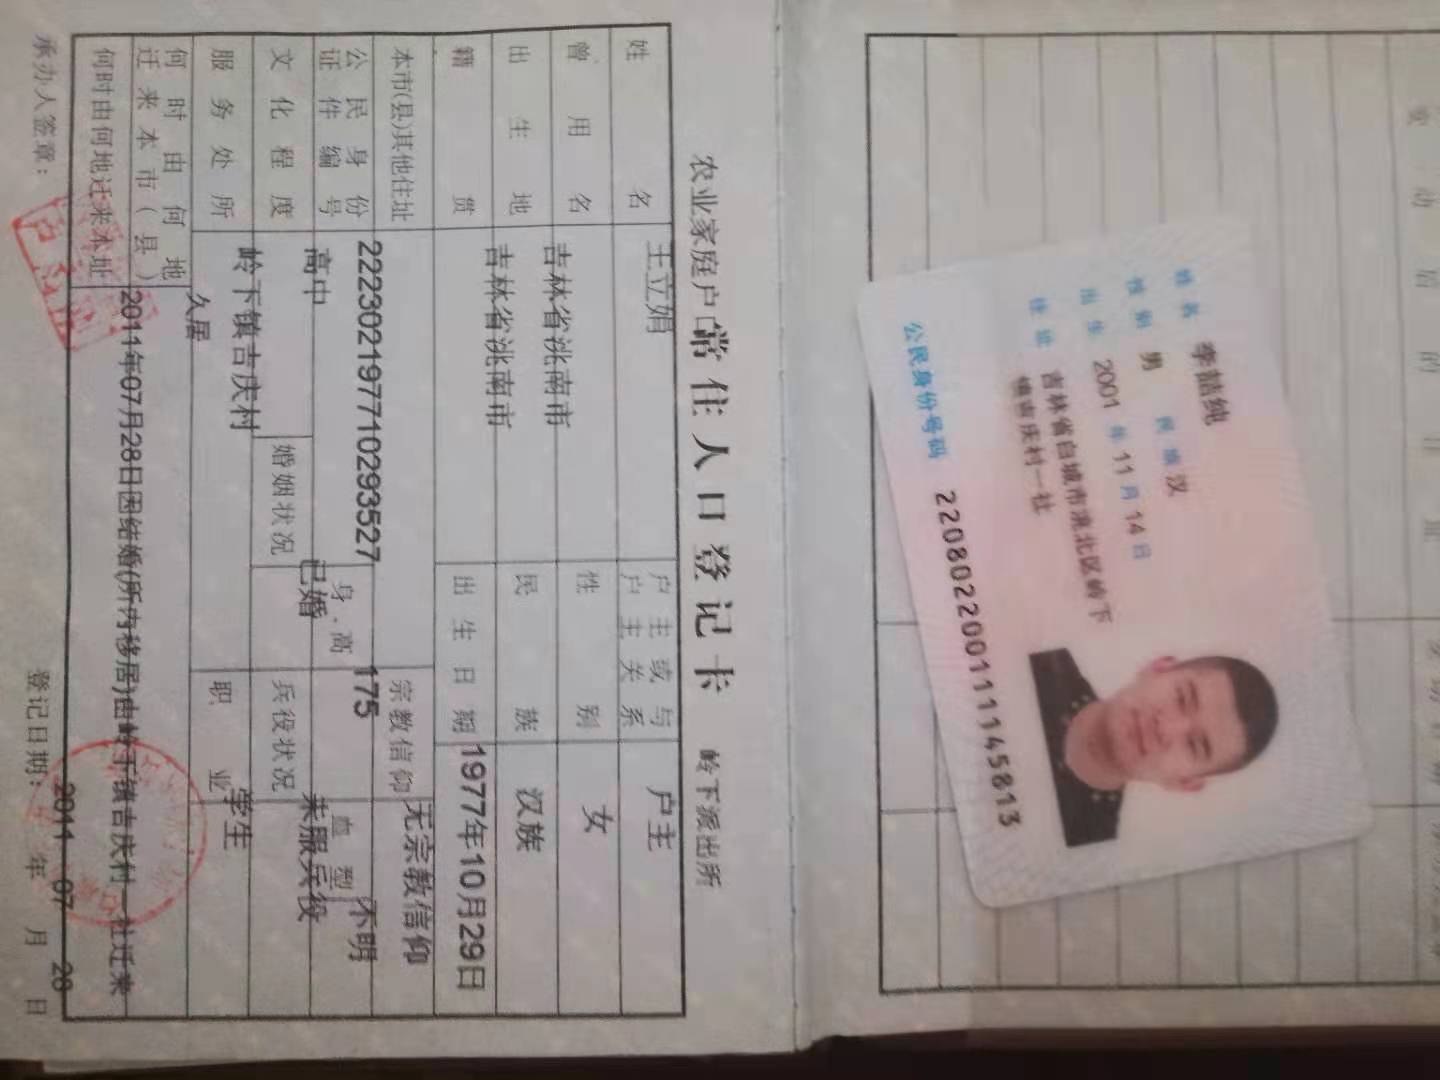 变动后的住址
姓名 李喆纯
性别 男 民族 汉
出生 2001 年 11 月 14 日
住址 吉林省白城市洮北区岭下
镇吉庆村一社
公民身份号码 220802200111145813
农业家庭户口 常住人口登记卡 岭下派出所
姓名 王立娟 户主或与户主关系 户主
曾用名 性别 女
吉林省洮南市
出生地 民族 汉族
吉林省洮南市
籍贯 出生日期 1977年10月29日
本市(县)其他住址 宗教信仰 无宗教信仰
公民身份证件编号 222302197710293527 身高 175 血型 不明
高中 已婚 未服兵役
文化程度 婚姻状况 兵役状况
岭下镇吉庆村 学生
服务处所 职业
久居
何时由何地迁来本市(县)
2011年07月28日因结婚(所内移居)由岭下镇吉庆村一社迁来
何时由何地迁来本址
2011 07 28
承办人签章: 登记日期: 年 月 日